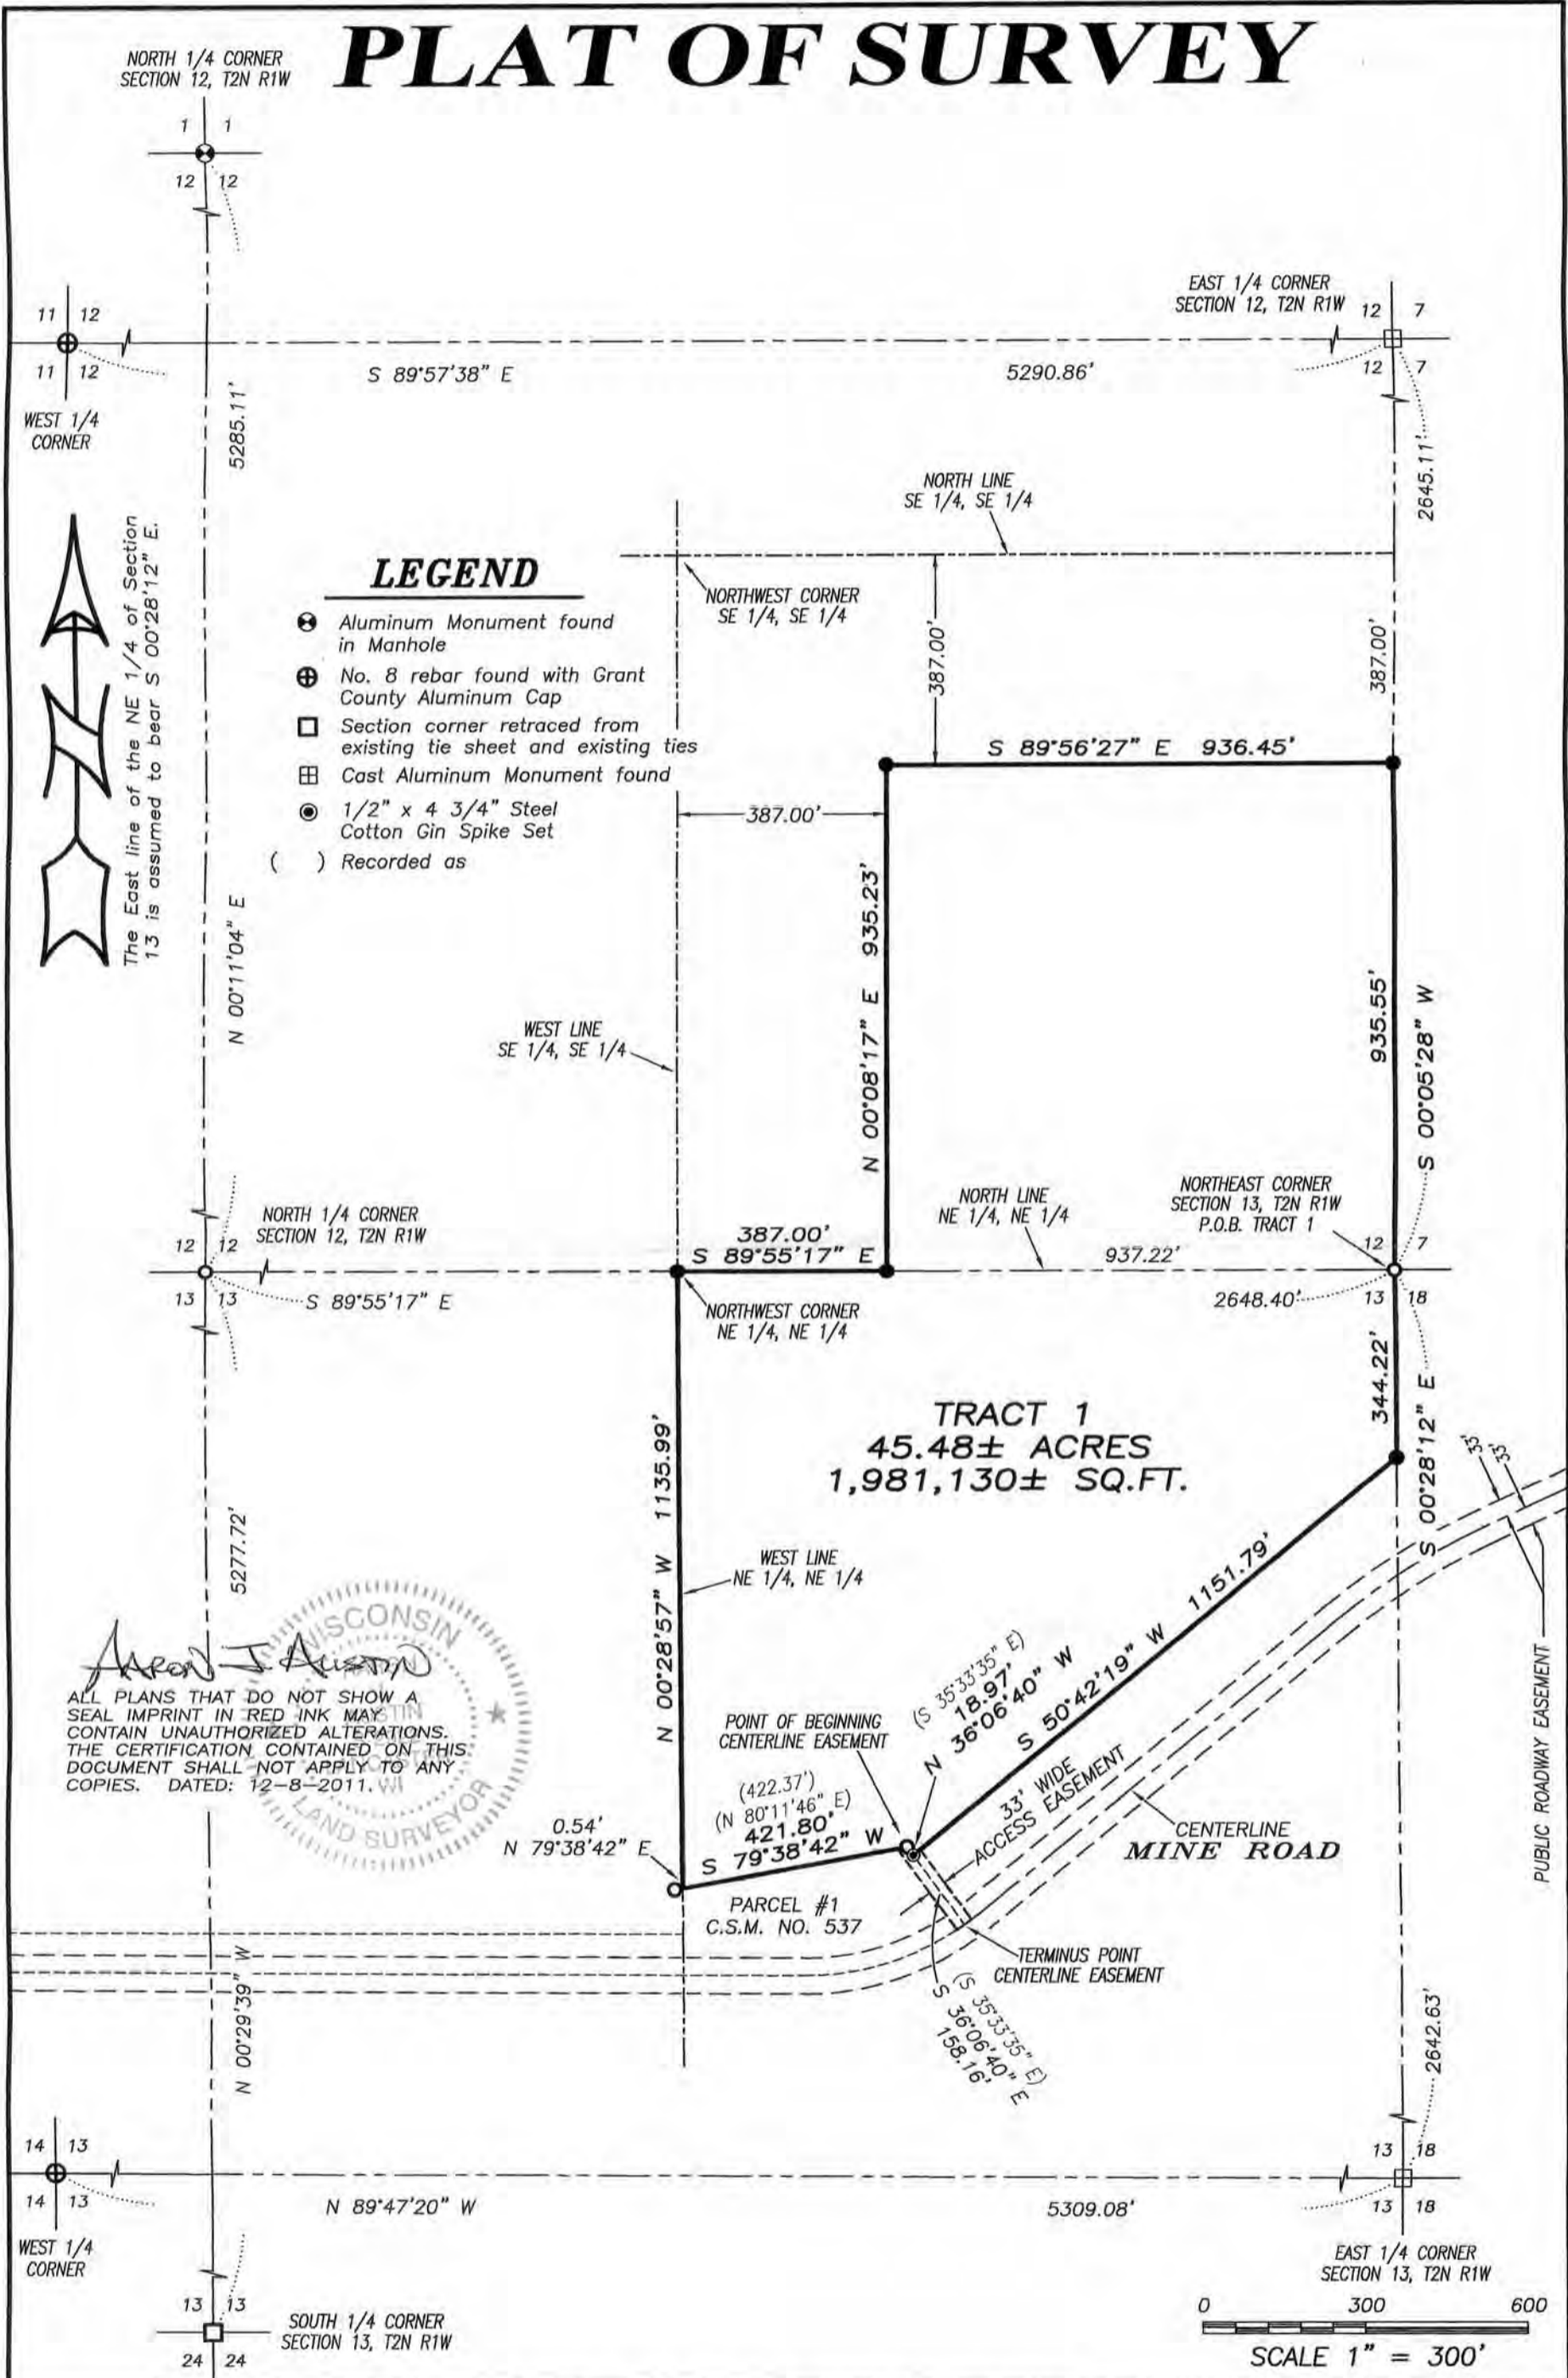 PLAT OF SURVEY
NORTH 1/4 CORNER
SECTION 12, T2N R1W
1 1
12 12
EAST 1/4 CORNER
SECTION 12, T2N R1W
12 7
12 7
11 12
11 12
WEST 1/4
CORNER
S 89°57'38" E
5290.86'
5285.11'
2645.11'
NORTH LINE
SE 1/4, SE 1/4
The East line of the NE 1/4 of Section
13 is assumed to bear S 00°28'12" E.
LEGEND
Aluminum Monument found
in Manhole
No. 8 rebar found with Grant
County Aluminum Cap
Section corner retraced from
existing tie sheet and existing ties
Cast Aluminum Monument found
1/2" x 4 3/4" Steel
Cotton Gin Spike Set
( ) Recorded as
NORTHWEST CORNER
SE 1/4, SE 1/4
387.00'
387.00'
S 89°56'27" E 936.45'
387.00'
N 00°11'04" E
N 00°08'17" E 935.23'
935.55'
S 00°05'28" W
WEST LINE
SE 1/4, SE 1/4
NORTH 1/4 CORNER
SECTION 12, T2N R1W
12 12
13 13
S 89°55'17" E
387.00'
S 89°55'17" E
NORTH LINE
NE 1/4, NE 1/4
937.22'
NORTHEAST CORNER
SECTION 13, T2N R1W
P.O.B. TRACT 1
12 7
13 18
2648.40'
NORTHWEST CORNER
NE 1/4, NE 1/4
344.22'
S 00°28'12" E
TRACT 1
45.48± ACRES
1,981,130± SQ.FT.
N 00°28'57" W 1135.99'
5277.72'
WEST LINE
NE 1/4, NE 1/4
33'
33'
S 50°42'19" W 1151.79'
(S 35°33'35" E)
18.97'
N 36°06'40" W
POINT OF BEGINNING
CENTERLINE EASEMENT
33' WIDE
ACCESS EASEMENT
PUBLIC ROADWAY EASEMENT
AARON J AUSTIN
WISCONSIN
LAND SURVEYOR
ALL PLANS THAT DO NOT SHOW A
SEAL IMPRINT IN RED INK MAY
CONTAIN UNAUTHORIZED ALTERATIONS.
THE CERTIFICATION CONTAINED ON THIS
DOCUMENT SHALL NOT APPLY TO ANY
COPIES. DATED: 12-8-2011.
(422.37')
(N 80°11'46" E)
421.80'
S 79°38'42" W
0.54'
N 79°38'42" E
CENTERLINE
MINE ROAD
PARCEL #1
C.S.M. NO. 537
TERMINUS POINT
CENTERLINE EASEMENT
(S 35°33'35" E)
S 36°06'40" E
158.16'
N 00°29'39" W
2642.63'
14 13
14 13
WEST 1/4
CORNER
N 89°47'20" W
5309.08'
13 18
13 18
EAST 1/4 CORNER
SECTION 13, T2N R1W
13 13
24 24
SOUTH 1/4 CORNER
SECTION 13, T2N R1W
0 300 600
SCALE 1" = 300'